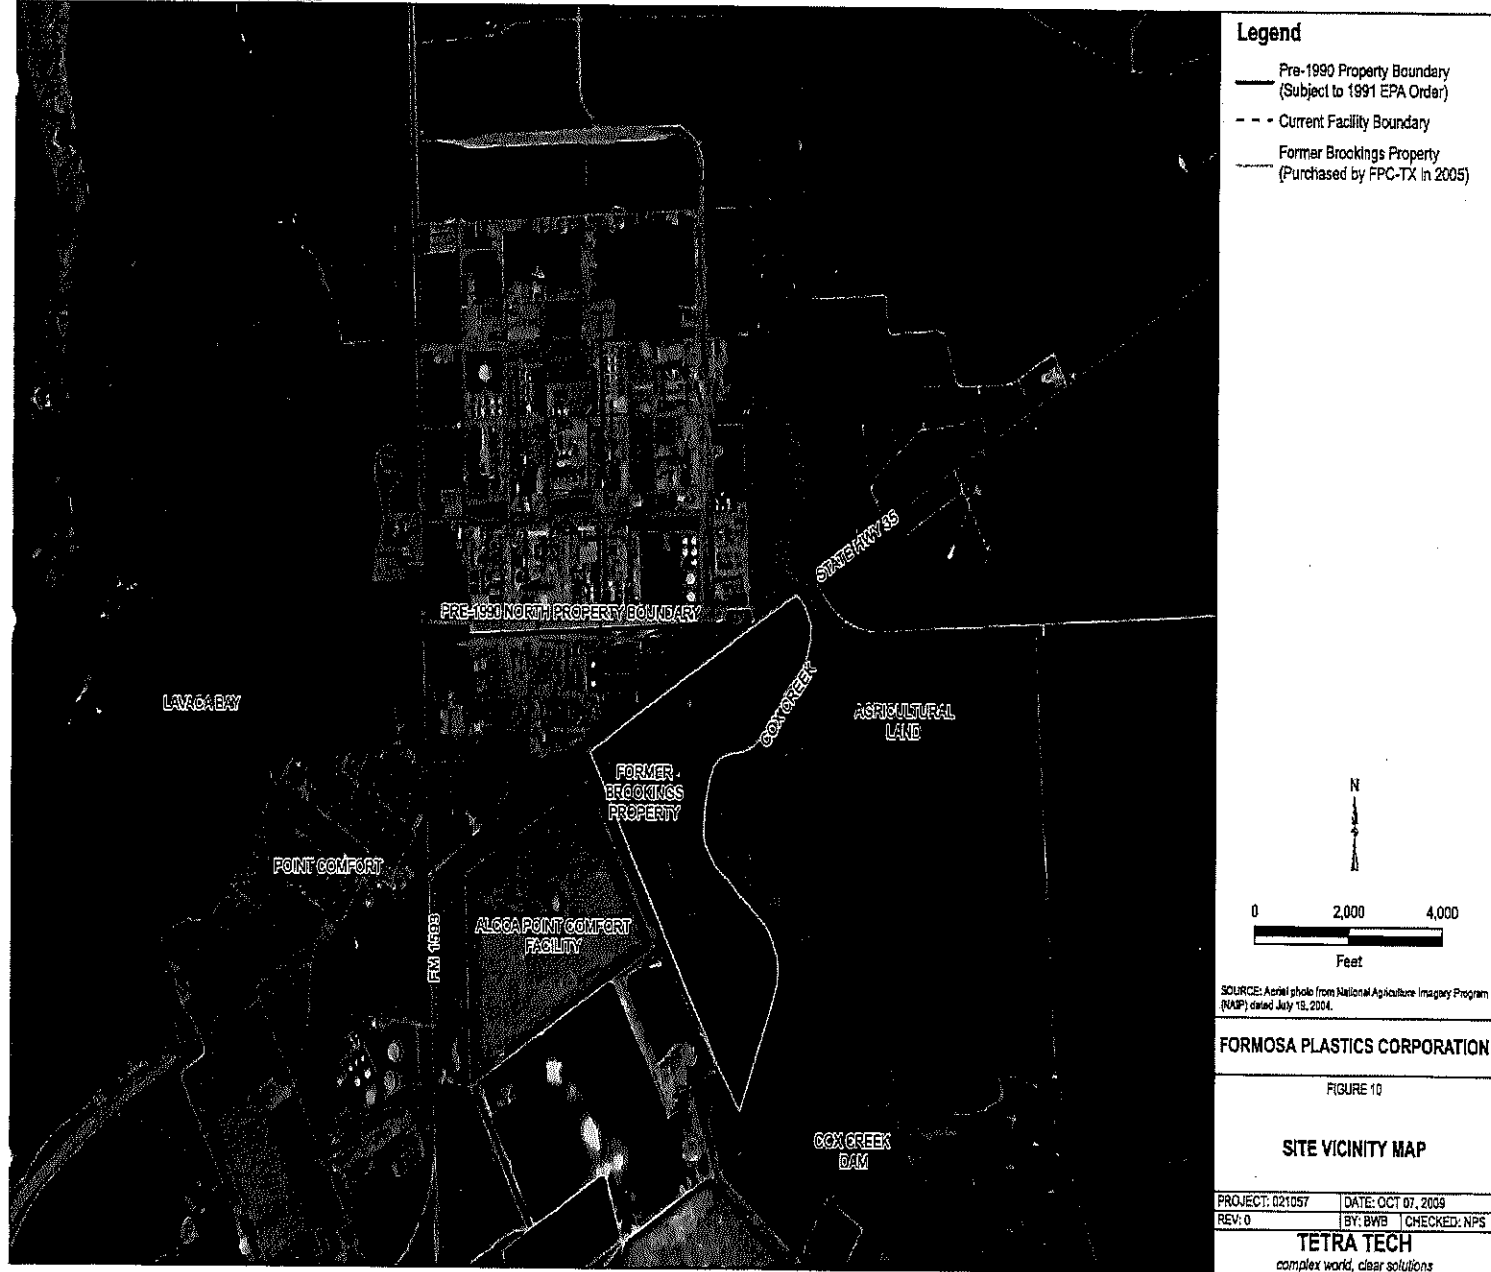 Legend
Pre-1990 Property Boundary
(Subject to 1991 EPA Order)
Current Facility Boundary
Former Brookings Property
(Purchased by FPC-TX in 2005)
STATE HWY 35
PRE-1990 NORTH PROPERTY BOUNDARY
LAVACA BAY
COX CREEK
AGRICULTURAL
LAND
FORMER
BROOKINGS
PROPERTY
POINT COMFORT
ALCOA POINT COMFORT
FACILITY
FM 1593
COX CREEK
DAM
N
0 2,000 4,000
Feet
SOURCE: Aerial photo from National Agriculture Imagery Program
(NAIP) dated July 19, 2004.
FORMOSA PLASTICS CORPORATION
FIGURE 10
SITE VICINITY MAP
PROJECT: 021057 DATE: OCT 07, 2009
REV: 0 BY: BWB CHECKED: NPS
TETRA TECH
complex world, clear solutions